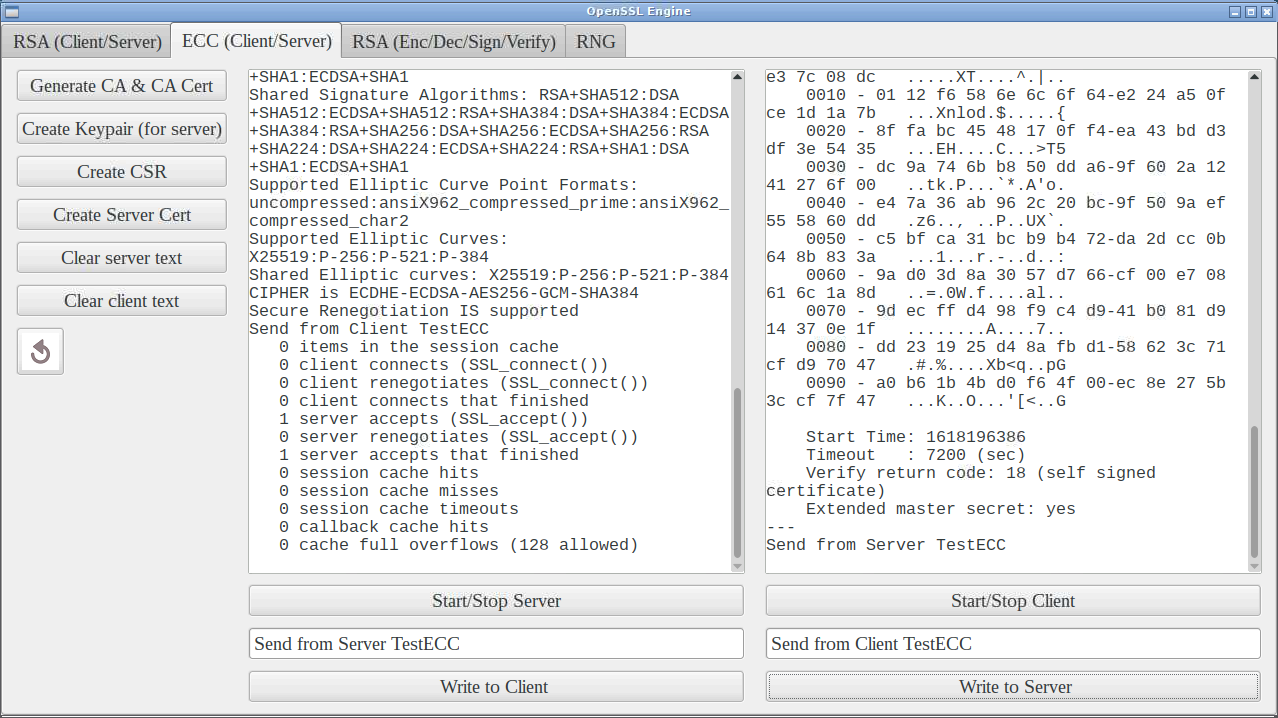 OpenSSL Engine
RSA (Client/Server)
ECC (Client/Server)
RSA (Enc/Dec/Sign/Verify)
RNG
Generate CA & CA Cert
Create Keypair (for server)
Create CSR
Create Server Cert
Clear server text
Clear client text
+SHA1:ECDSA+SHA1
Shared Signature Algorithms: RSA+SHA512:DSA
+SHA512:ECDSA+SHA512:RSA+SHA384:DSA+SHA384:ECDSA
+SHA384:RSA+SHA256:DSA+SHA256:ECDSA+SHA256:RSA
+SHA224:DSA+SHA224:ECDSA+SHA224:RSA+SHA1:DSA
+SHA1:ECDSA+SHA1
Supported Elliptic Curve Point Formats:
uncompressed:ansiX962_compressed_prime:ansiX962_
compressed_char2
Supported Elliptic Curves:
X25519:P-256:P-521:P-384
Shared Elliptic curves: X25519:P-256:P-521:P-384
CIPHER is ECDHE-ECDSA-AES256-GCM-SHA384
Secure Renegotiation IS supported
Send from Client TestECC
   0 items in the session cache
   0 client connects (SSL_connect())
   0 client renegotiates (SSL_connect())
   0 client connects that finished
   1 server accepts (SSL_accept())
   0 server renegotiates (SSL_accept())
   1 server accepts that finished
   0 session cache hits
   0 session cache misses
   0 session cache timeouts
   0 callback cache hits
   0 cache full overflows (128 allowed)
Start/Stop Server
Send from Server TestECC
Write to Client
e3 7c 08 dc   .....XT....^.|..
    0010 - 01 12 f6 58 6e 6c 6f 64-e2 24 a5 0f
ce 1d 1a 7b   ...Xnlod.$.....{
    0020 - 8f fa bc 45 48 17 0f f4-ea 43 bd d3
df 3e 54 35   ...EH....C...>T5
    0030 - dc 9a 74 6b b8 50 dd a6-9f 60 2a 12
41 27 6f 00   ..tk.P...`*.A'o.
    0040 - e4 7a 36 ab 96 2c 20 bc-9f 50 9a ef
55 58 60 dd   .z6.., ..P..UX`.
    0050 - c5 bf ca 31 bc b9 b4 72-da 2d cc 0b
64 8b 83 3a   ...1...r.-..d..:
    0060 - 9a d0 3d 8a 30 57 d7 66-cf 00 e7 08
61 6c 1a 8d   ..=.0W.f....al..
    0070 - 9d ec ff d4 98 f9 c4 d9-41 b0 81 d9
14 37 0e 1f   ........A....7..
    0080 - dd 23 19 25 d4 8a fb d1-58 62 3c 71
cf d9 70 47   .#.%....Xb<q..pG
    0090 - a0 b6 1b 4b d0 f6 4f 00-ec 8e 27 5b
3c cf 7f 47   ...K..O...'[<..G
    Start Time: 1618196386
    Timeout   : 7200 (sec)
    Verify return code: 18 (self signed
certificate)
    Extended master secret: yes
---
Send from Server TestECC
Start/Stop Client
Send from Client TestECC
Write to Server